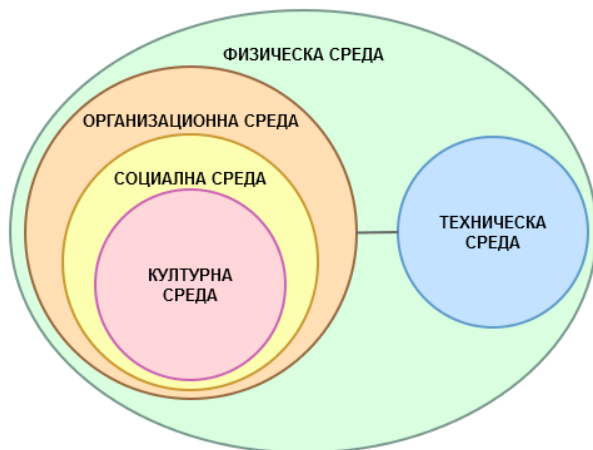 ФИЗИЧЕСКА СРЕДА
ОРГАНИЗАЦИОННА СРЕДА
СОЦИАЛНА СРЕДА
КУЛТУРНА
СРЕДА
ТЕХНИЧЕСКА
СРЕДА